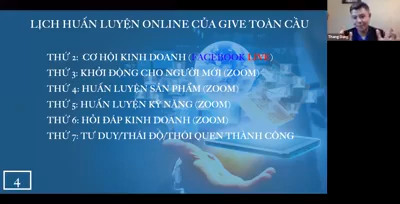 LỊCH HUẤN LUYỆN ONLINE CỦA GIVE TOÀN CẦU
THỨ 2: CƠ HỘI KINH DOANH (FACEBOOK LIVE)
THỨ 3: KHỞI ĐỘNG CHO NGƯỜI MỚI (ZOOM)
THỨ 4: HUẤN LUYỆN SẢN PHẨM (ZOOM)
THỨ 5: HUẤN LUYỆN KỸ NĂNG (ZOOM)
THỨ 6: HỎI ĐÁP KINH DOANH (ZOOM)
THỨ 7: TƯ DUY/THÁI ĐỘ/THÓI QUEN THÀNH CÔNG
4